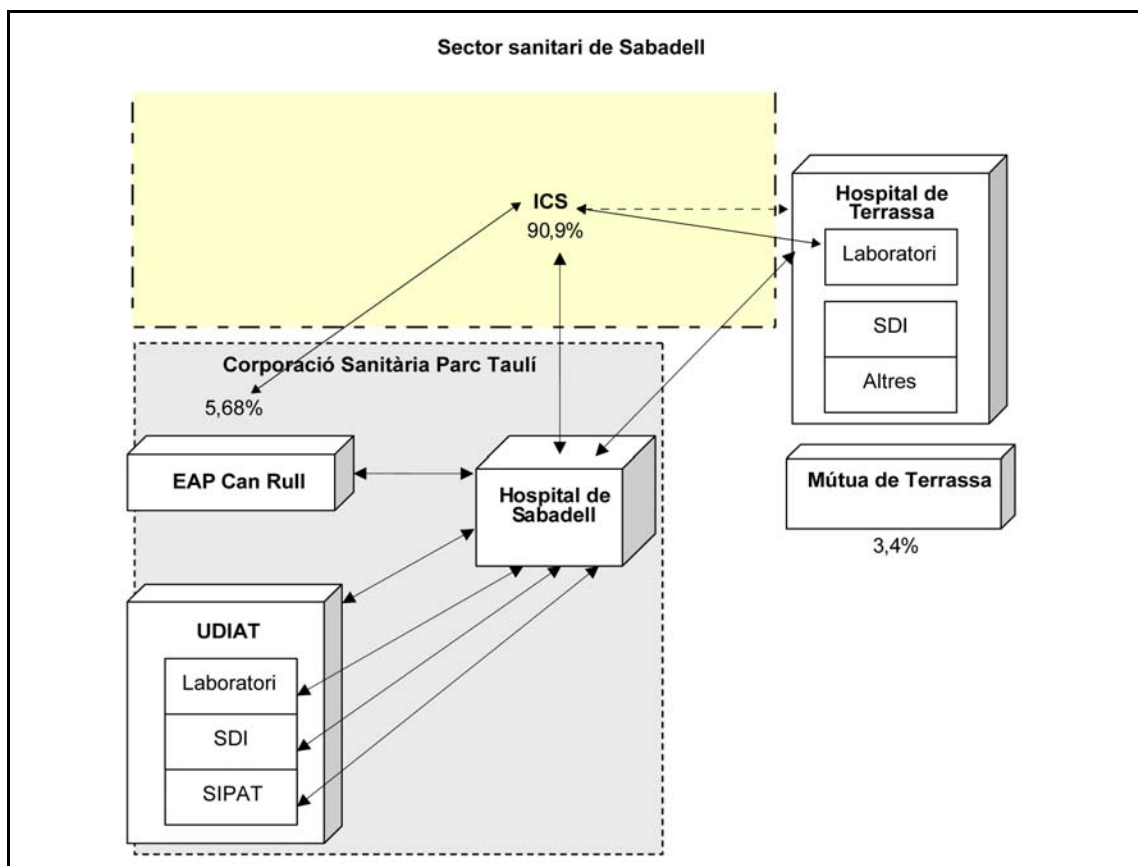 Sector sanitari de Sabadell
ICS
90,9%
Hospital de
Terrassa
Laboratori
SDI
Altres
Corporació Sanitària Parc Taulí
5,68%
EAP Can Rull
Hospital de
Sabadell
Mútua de Terrassa
3,4%
UDIAT
Laboratori
SDI
SIPAT